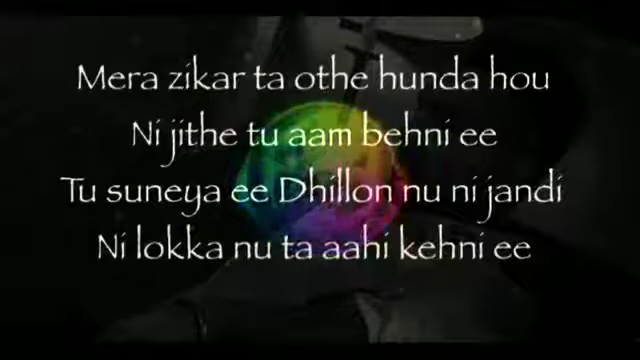 Mera zikar ta othe hunda hou
Ni jithe tu aam behni ee
Tu suneya ee Dhillon nu ni jandi
Ni lokka nu ta aahi kehni ee